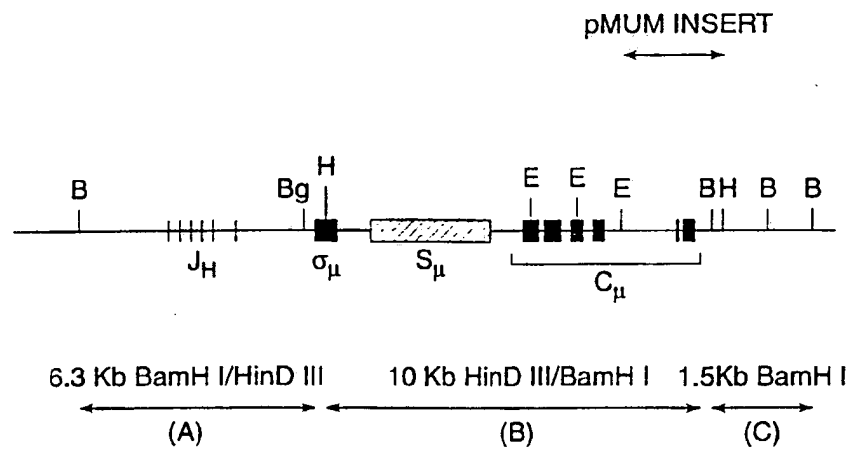 pMUM INSERT
B Bg H E E E B H B B
J_H σ_μ S_μ C_μ
6.3 Kb BamH I/HinD III 10 Kb HinD III/BamH I 1.5Kb BamH I
(A) (B) (C)